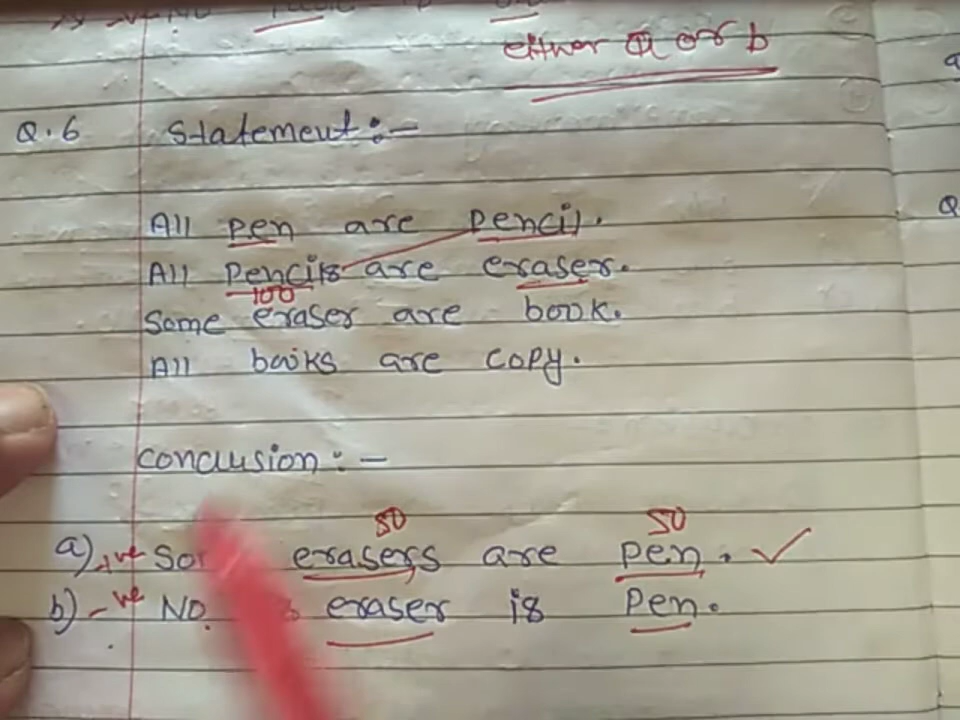 either a or b
Q.6 Statement:-
All pen are pencil.
All pencils are eraser.
100
Some eraser are book.
All books are copy.
Conclusion:-
50 50
a) +ve So erasers are pen. ✓
b) -ve No eraser is pen.
Q